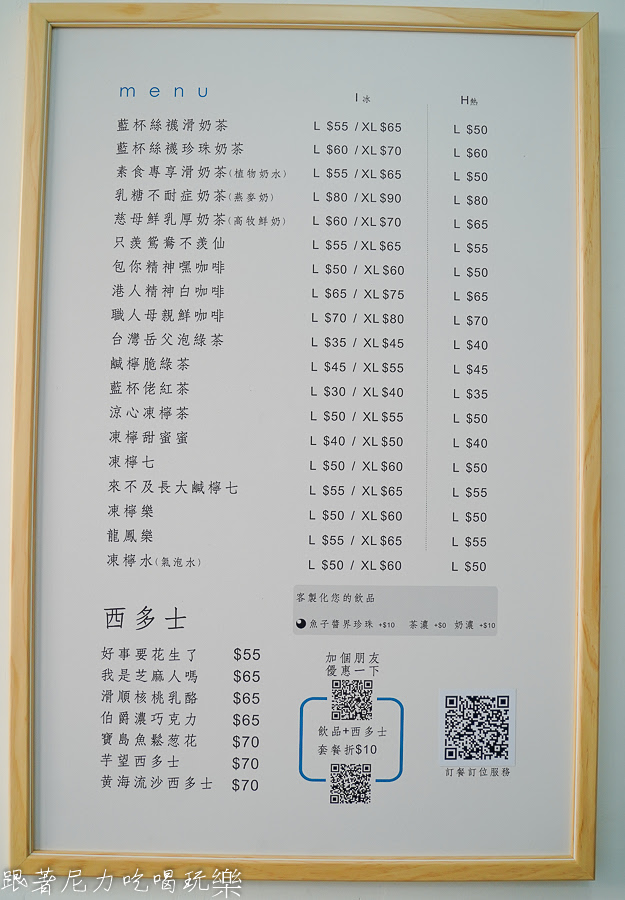 menu I 冰 H熱
藍杯絲襪滑奶茶 L $55 / XL $65 L $50
藍杯絲襪珍珠奶茶 L $60 / XL $70 L $60
素食專享滑奶茶(植物奶水) L $55 / XL $65 L $50
乳糖不耐症奶茶(燕麥奶) L $80 / XL $90 L $80
慈母鮮乳厚奶茶(高牧鮮奶) L $60 / XL $70 L $65
只羨鴛鴦不羨仙 L $55 / XL $65 L $55
包你精神嘿咖啡 L $50 / XL $60 L $50
港人精神白咖啡 L $65 / XL $75 L $65
職人母親鮮咖啡 L $70 / XL $80 L $70
台灣岳父泡綠茶 L $35 / XL $45 L $40
鹹檸脆綠茶 L $45 / XL $55 L $45
藍杯佬紅茶 L $30 / XL $40 L $35
涼心凍檸茶 L $50 / XL $55 L $50
凍檸甜蜜蜜 L $40 / XL $50 L $40
凍檸七 L $50 / XL $60 L $50
來不及長大鹹檸七 L $55 / XL $65 L $55
凍檸樂 L $50 / XL $60 L $50
龍鳳樂 L $55 / XL $65 L $55
凍檸水(氣泡水) L $50 / XL $60 L $50
客製化您的飲品
魚子醬界珍珠 +$10 茶濃 +$0 奶濃 +$10
西多士
好事要花生了 $55
我是芝麻人嗎 $65
滑順核桃乳酪 $65
伯爵濃巧克力 $65
寶島魚鬆葱花 $70
芋望西多士 $70
黃海流沙西多士 $70
加個朋友
優惠一下
飲品+西多士
套餐折$10
訂餐訂位服務
跟著尼力吃喝玩樂